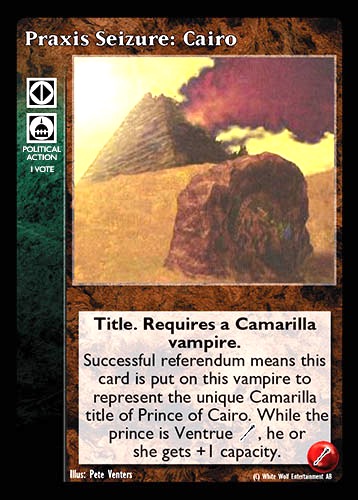 Praxis Seizure: Cairo
POLITICAL
ACTION
1 VOTE
Title. Requires a Camarilla
vampire.
Successful referendum means this
card is put on this vampire to
represent the unique Camarilla
title of Prince of Cairo. While the
prince is Ventrue , he or
she gets +1 capacity.
Illus: Pete Venters
(C) White Wolf Entertainment AB